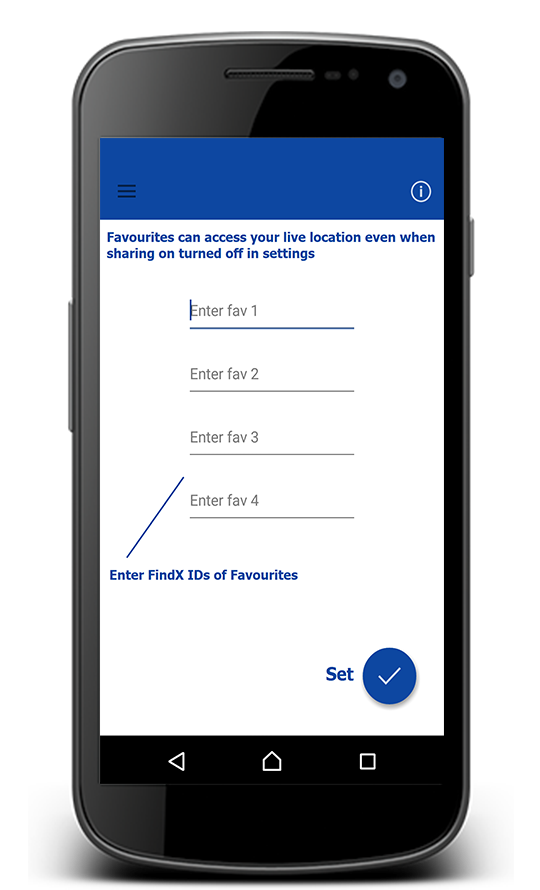 Favourites can access your live location even when
sharing on turned off in settings
Enter fav 1
Enter fav 2
Enter fav 3
Enter fav 4
Enter FindX IDs of Favourites
Set